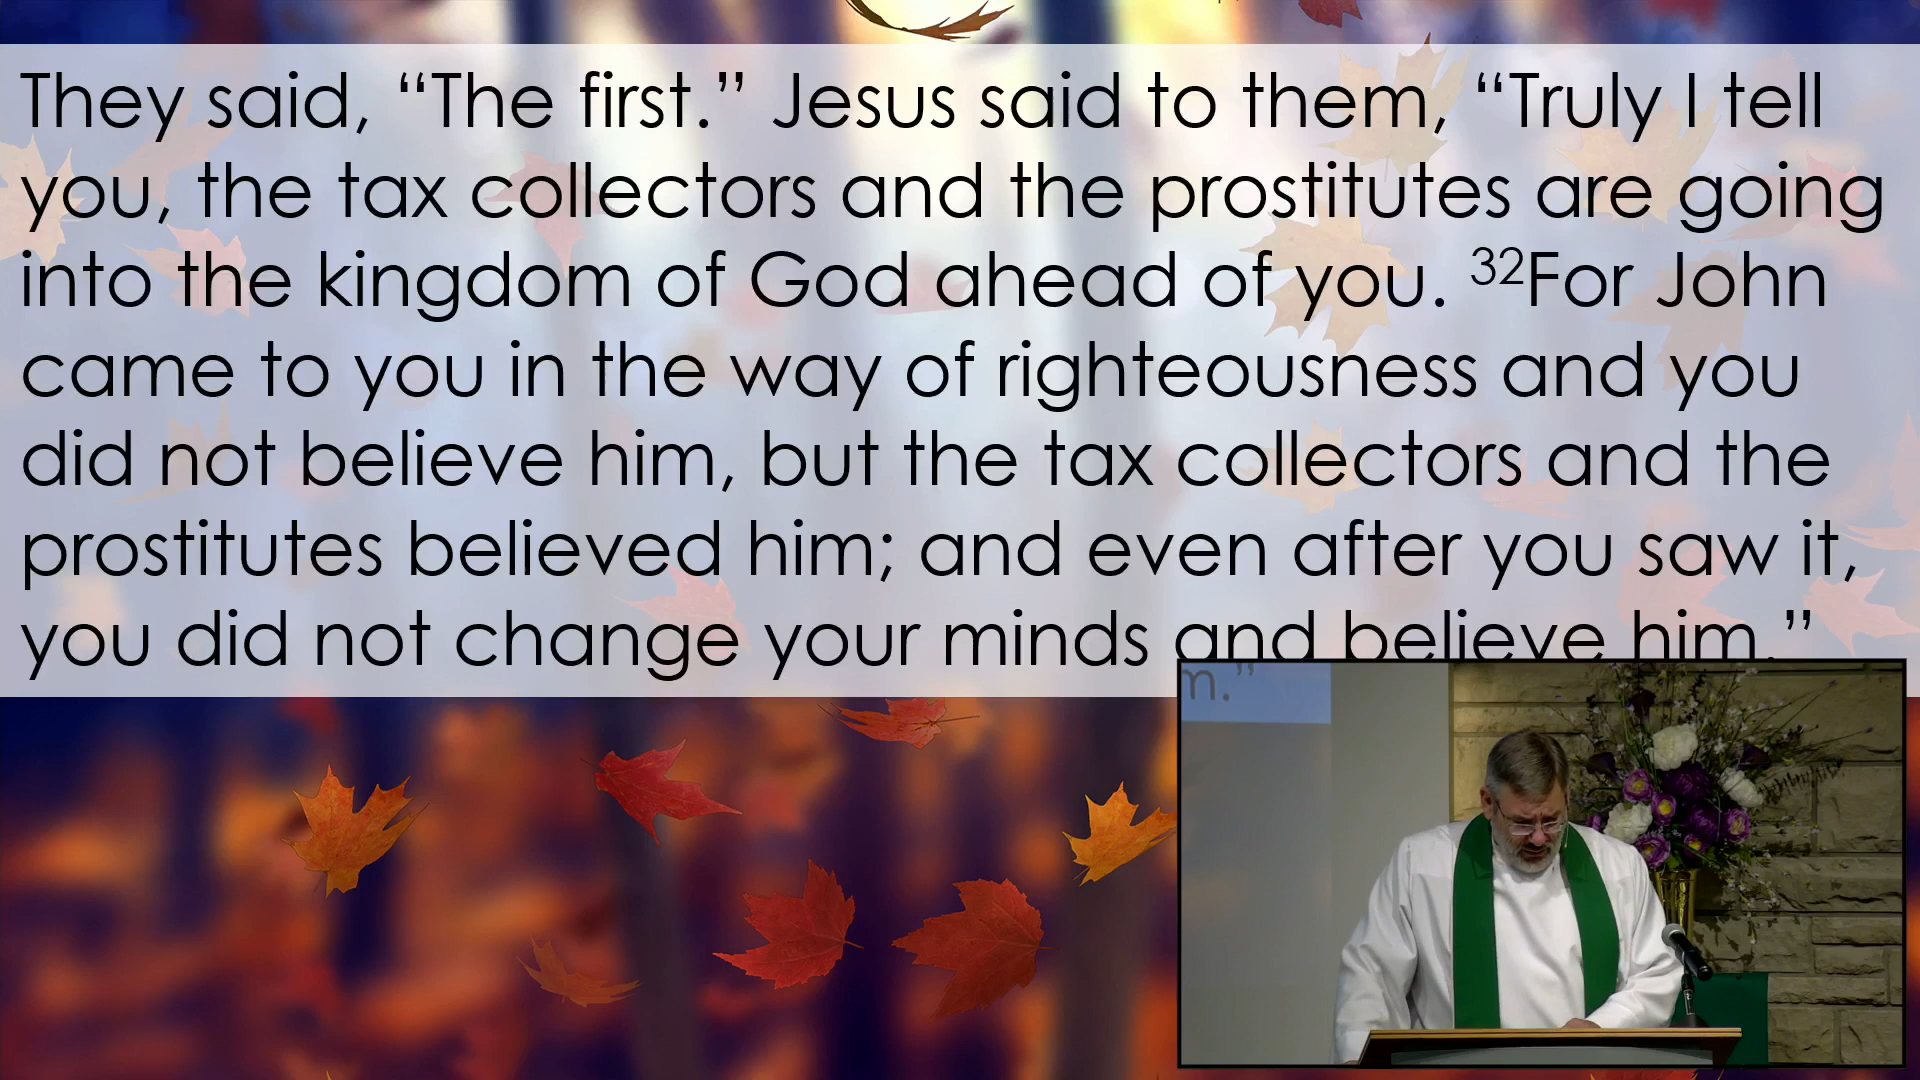 They said, “The first.” Jesus said to them, “Truly I tell
you, the tax collectors and the prostitutes are going
into the kingdom of God ahead of you. ³²For John
came to you in the way of righteousness and you
did not believe him, but the tax collectors and the
prostitutes believed him; and even after you saw it,
you did not change your minds and believe him.”
m.”